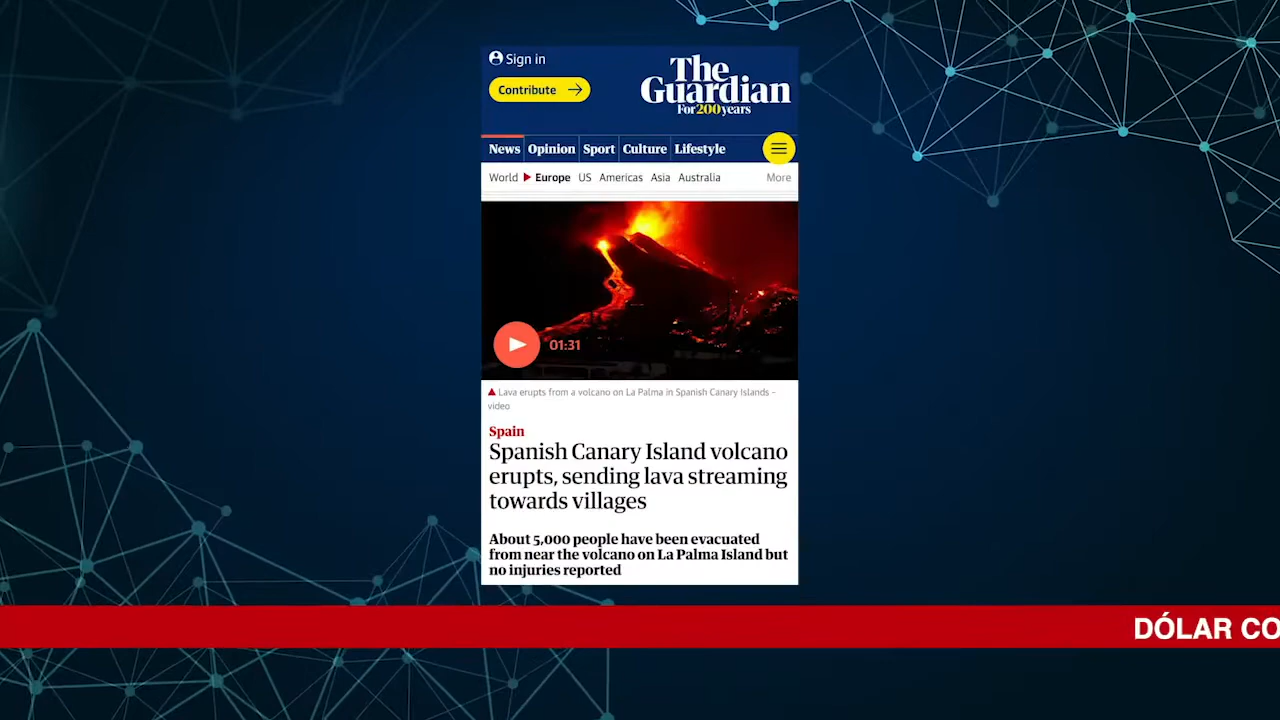 Sign in
Contribute
The
Guardian
For 200 years
News Opinion Sport Culture Lifestyle
World Europe US Americas Asia Australia More
01:31
Lava erupts from a volcano on La Palma in Spanish Canary Islands -
video
Spain
Spanish Canary Island volcano
erupts, sending lava streaming
towards villages
About 5,000 people have been evacuated
from near the volcano on La Palma Island but
no injuries reported
DÓLAR CO